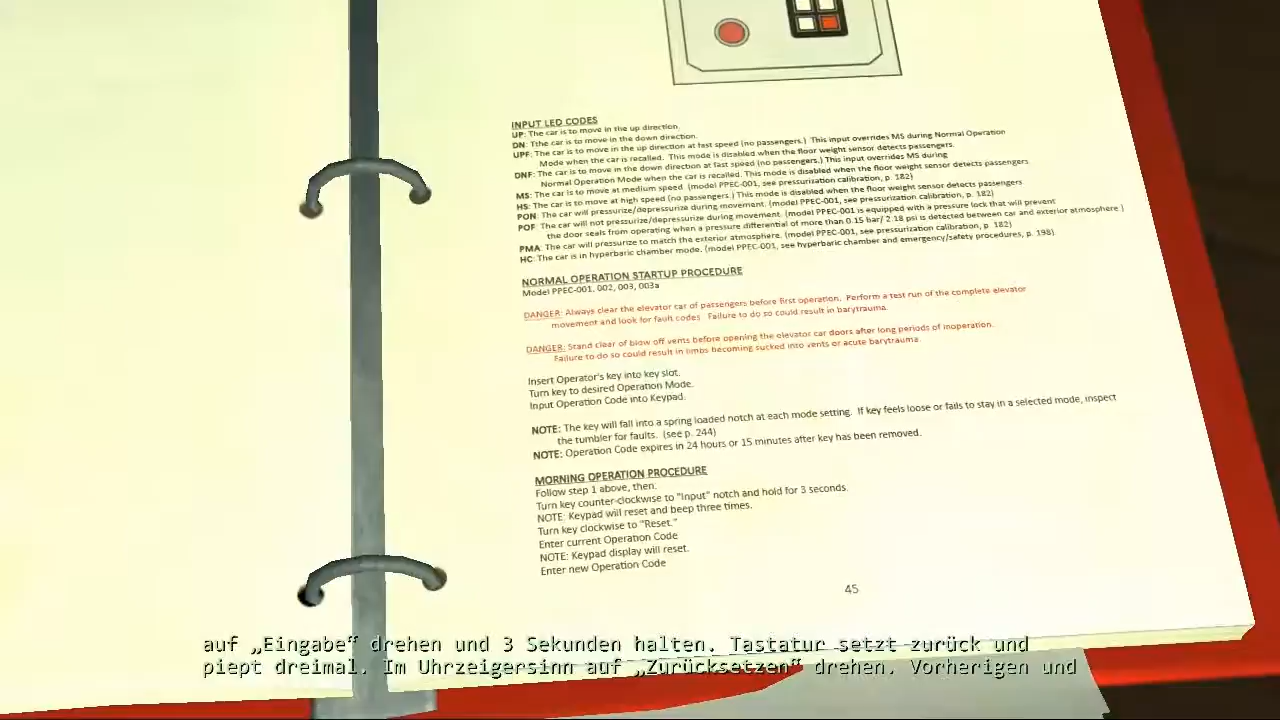 INPUT LED CODES
UP: The car is to move in the up direction.
DN: The car is to move in the down direction.
UPF: The car is to move in the up direction at fast speed (no passengers.) This input overrides MS during Normal Operation
Mode when the car is recalled. This mode is disabled when the floor weight sensor detects passengers.
DNF: The car is to move in the down direction at fast speed (no passengers.) This input overrides MS during
Normal Operation Mode when the car is recalled. This mode is disabled when the floor weight sensor detects passengers
MS: The car is to move at medium speed (model PPEC-001, see pressurization calibration, p. 182)
HS: The car is to move at high speed (no passengers.) This mode is disabled when the floor weight sensor detects passengers
PON: The car will pressurize/depressurize during movement. (model PPEC-001, see pressurization calibration, p. 182)
POF The car will not pressurize/depressurize during movement. (model PPEC-001 is equipped with a pressure lock that will prevent
the door seals from operating when a pressure differential of more than 0.15 bar/ 2.18 psi is detected between car and exterior atmosphere.)
PMA: The car will pressurize to match the exterior atmosphere. (model PPEC-001, see pressurization calibration, p. 182)
HC: The car is in hyperbaric chamber mode. (model PPEC-001, see hyperbaric chamber and emergency/safety procedures, p. 198)
NORMAL OPERATION STARTUP PROCEDURE
Model PPEC-001, 002, 003, 003a
DANGER: Always clear the elevator car of passengers before first operation. Perform a test run of the complete elevator
movement and look for fault codes. Failure to do so could result in barytrauma.
DANGER: Stand clear of blow off vents before opening the elevator car doors after long periods of inoperation.
Failure to do so could result in limbs becoming sucked into vents or acute barytrauma.
Insert Operator's key into key slot.
Turn key to desired Operation Mode.
Input Operation Code into Keypad.
NOTE: The key will fall into a spring loaded notch at each mode setting. If key feels loose or fails to stay in a selected mode, inspect
the tumbler for faults. (see p. 244)
NOTE: Operation Code expires in 24 hours or 15 minutes after key has been removed.
MORNING OPERATION PROCEDURE
Follow step 1 above, then:
Turn key counter-clockwise to "Input" notch and hold for 3 seconds.
NOTE: Keypad will reset and beep three times.
Turn key clockwise to "Reset."
Enter current Operation Code
NOTE: Keypad display will reset.
Enter new Operation Code
45
auf „Eingabe“ drehen und 3 Sekunden halten. Tastatur setzt zurück und
piept dreimal. Im Uhrzeigersinn auf „Zurücksetzen“ drehen. Vorherigen und